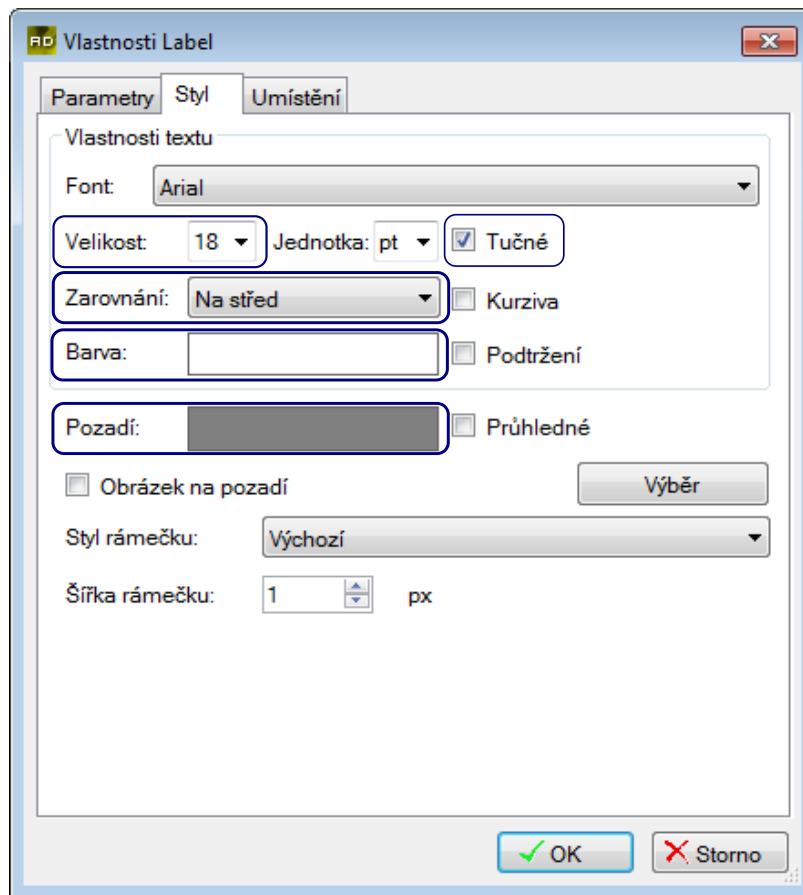 RD Vlastnosti Label
Parametry Styl Umístění
Vlastnosti textu
Font: Arial
Velikost: 18 Jednotka: pt Tučné
Zarovnání: Na střed Kurziva
Barva: Podtržení
Pozadí: Průhledné
Obrázek na pozadí Výběr
Styl rámečku: Výchozí
Šířka rámečku: 1 px
OK Storno